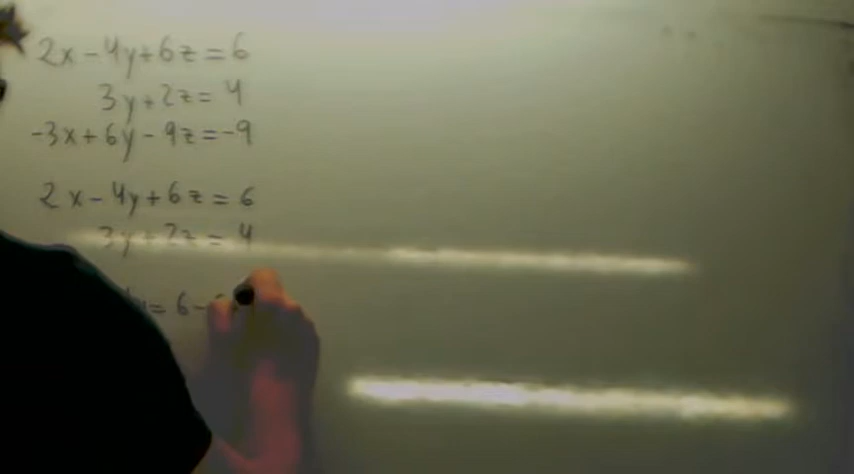 2x-4y+6z=6
3y+2z=4
-3x+6y-9z=-9
2x-4y+6z=6
3y+2z=4
y=6-